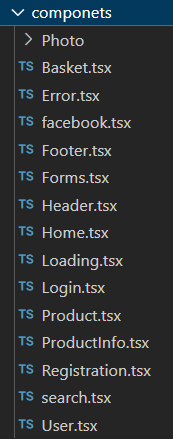 componets
Photo
TS Basket.tsx
TS Error.tsx
TS facebook.tsx
TS Footer.tsx
TS Forms.tsx
TS Header.tsx
TS Home.tsx
TS Loading.tsx
TS Login.tsx
TS Product.tsx
TS ProductInfo.tsx
TS Registration.tsx
TS search.tsx
TS User.tsx